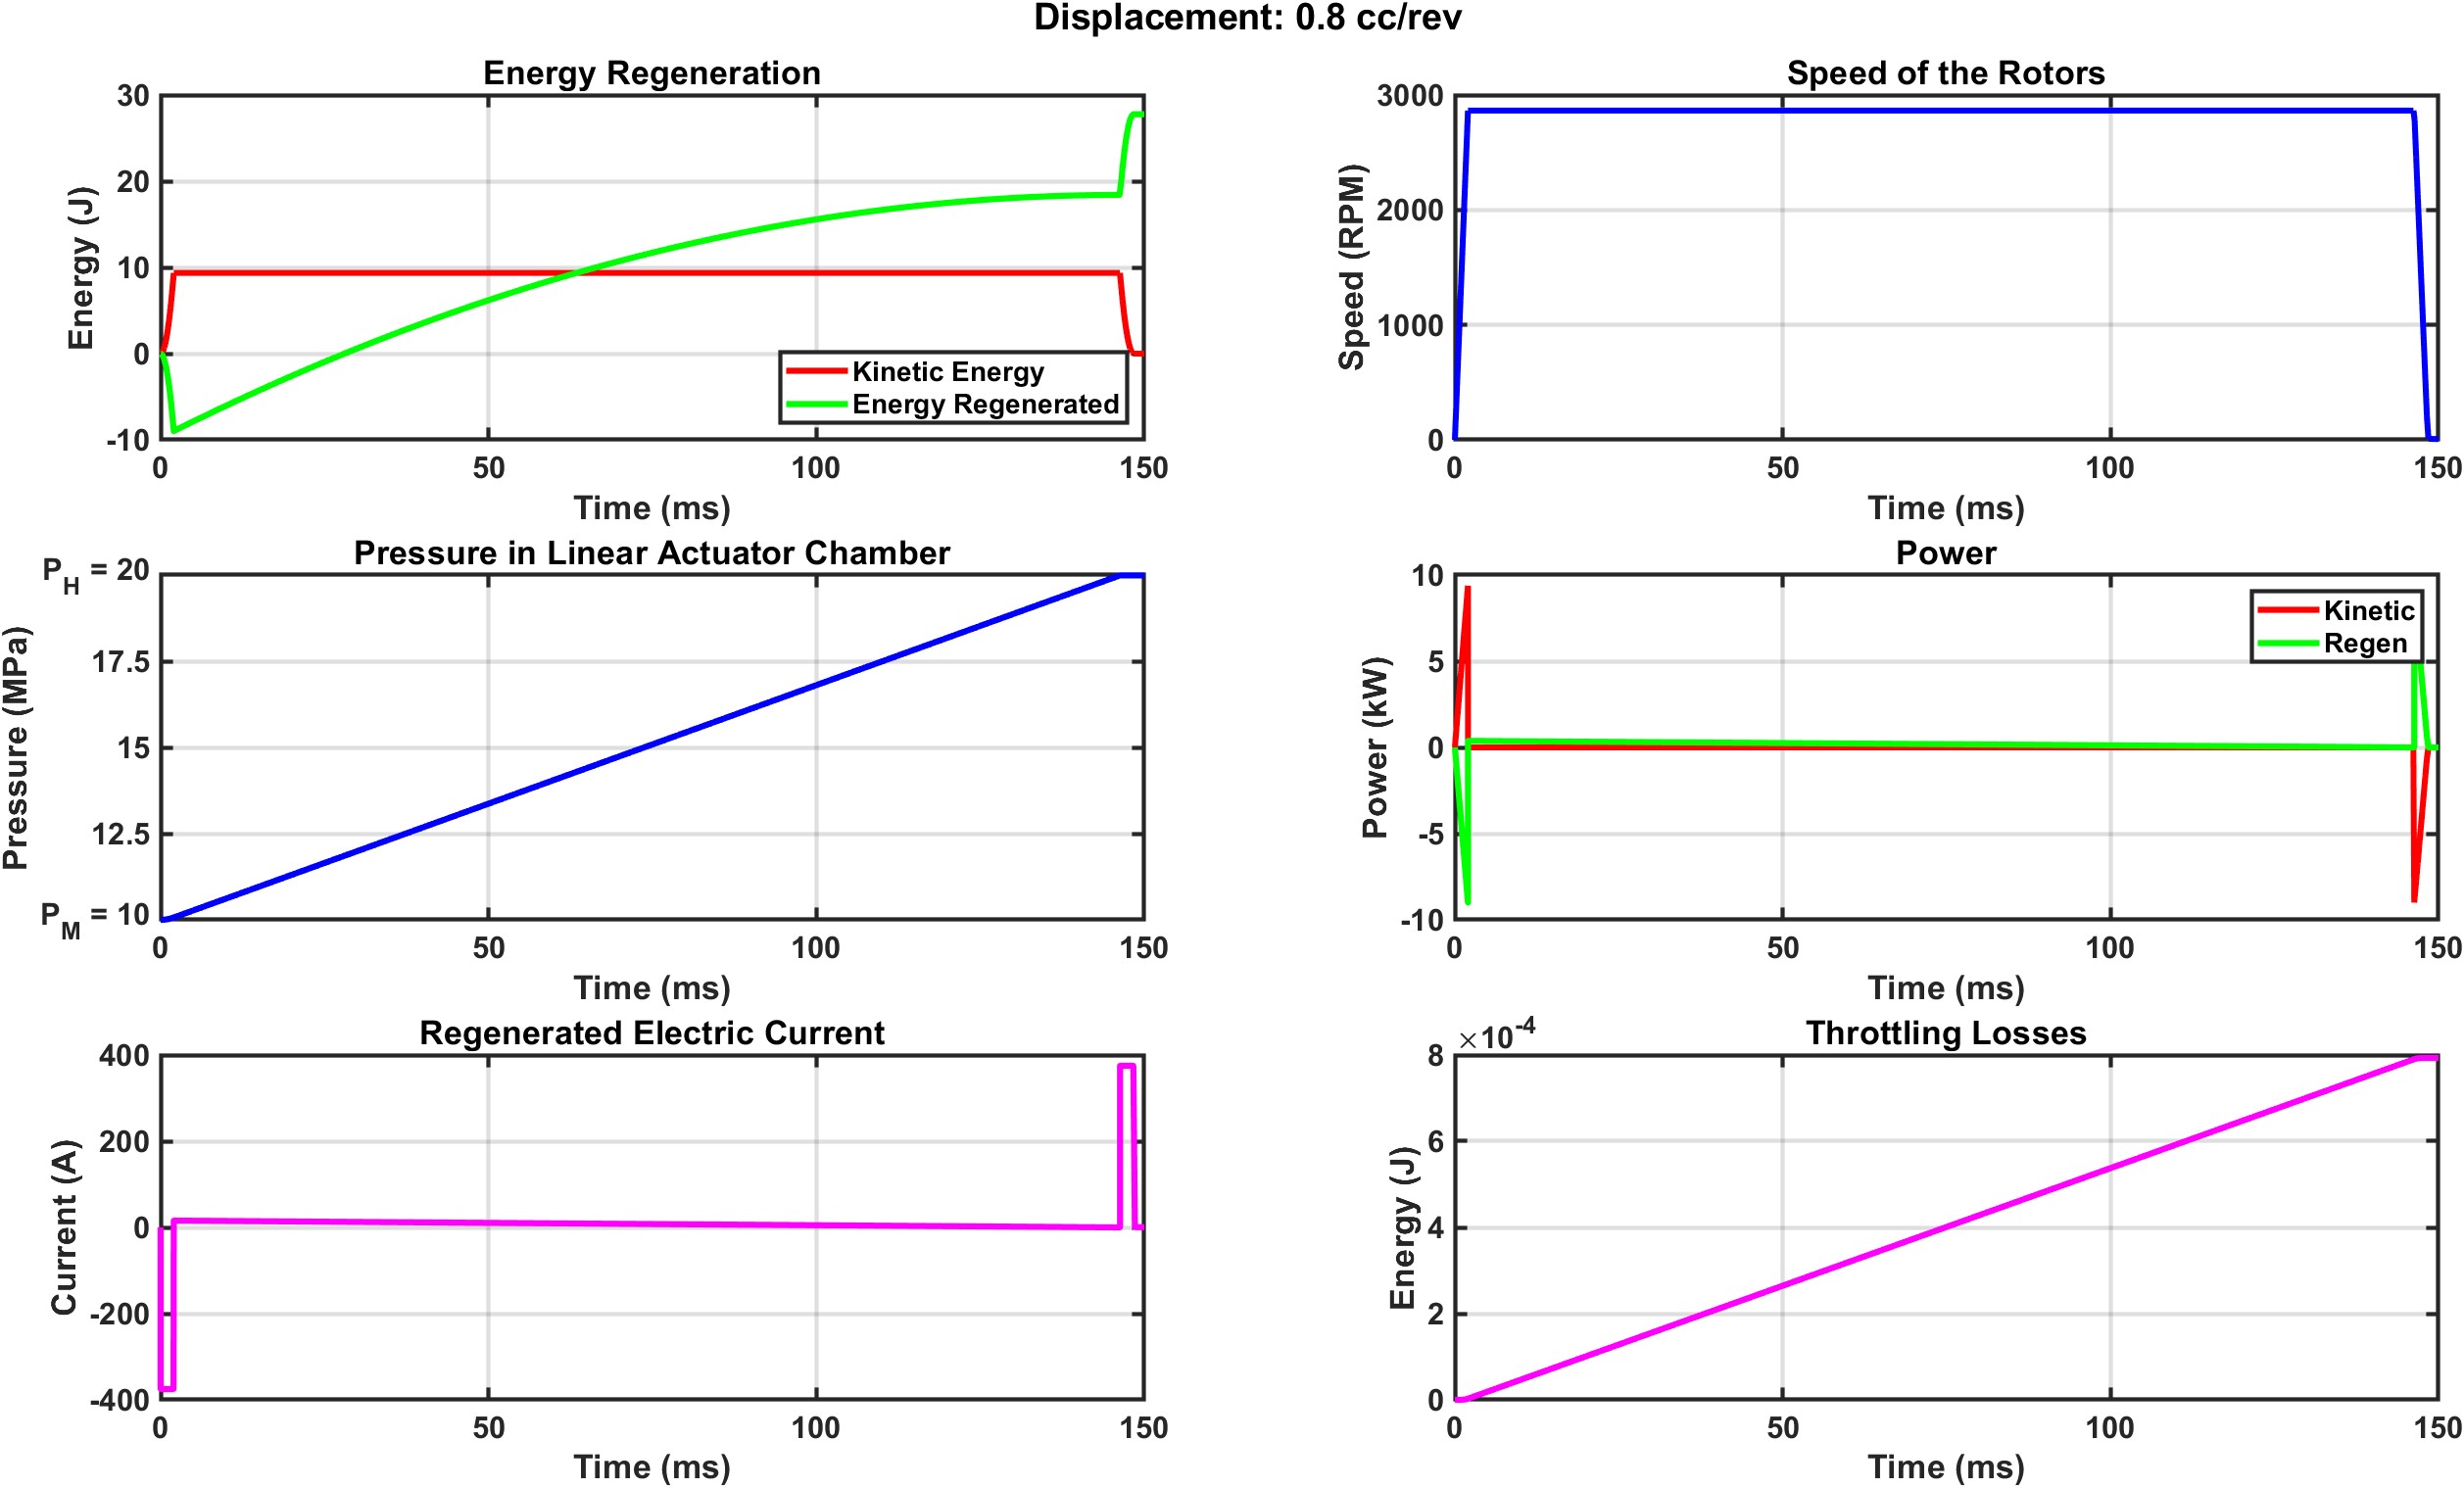 Displacement: 0.8 cc/rev
Energy Regeneration
30
20
10
0
-10
Energy (J)
Kinetic Energy
Energy Regenerated
0 50 100 150
Time (ms)
Speed of the Rotors
3000
2000
1000
0
Speed (RPM)
0 50 100 150
Time (ms)
Pressure in Linear Actuator Chamber
P_H = 20
17.5
15
12.5
P_M = 10
Pressure (MPa)
0 50 100 150
Time (ms)
Power
10
5
0
-5
-10
Power (kW)
Kinetic
Regen
0 50 100 150
Time (ms)
Regenerated Electric Current
400
200
0
-200
-400
Current (A)
0 50 100 150
Time (ms)
×10^-4
Throttling Losses
8
6
4
2
0
Energy (J)
0 50 100 150
Time (ms)